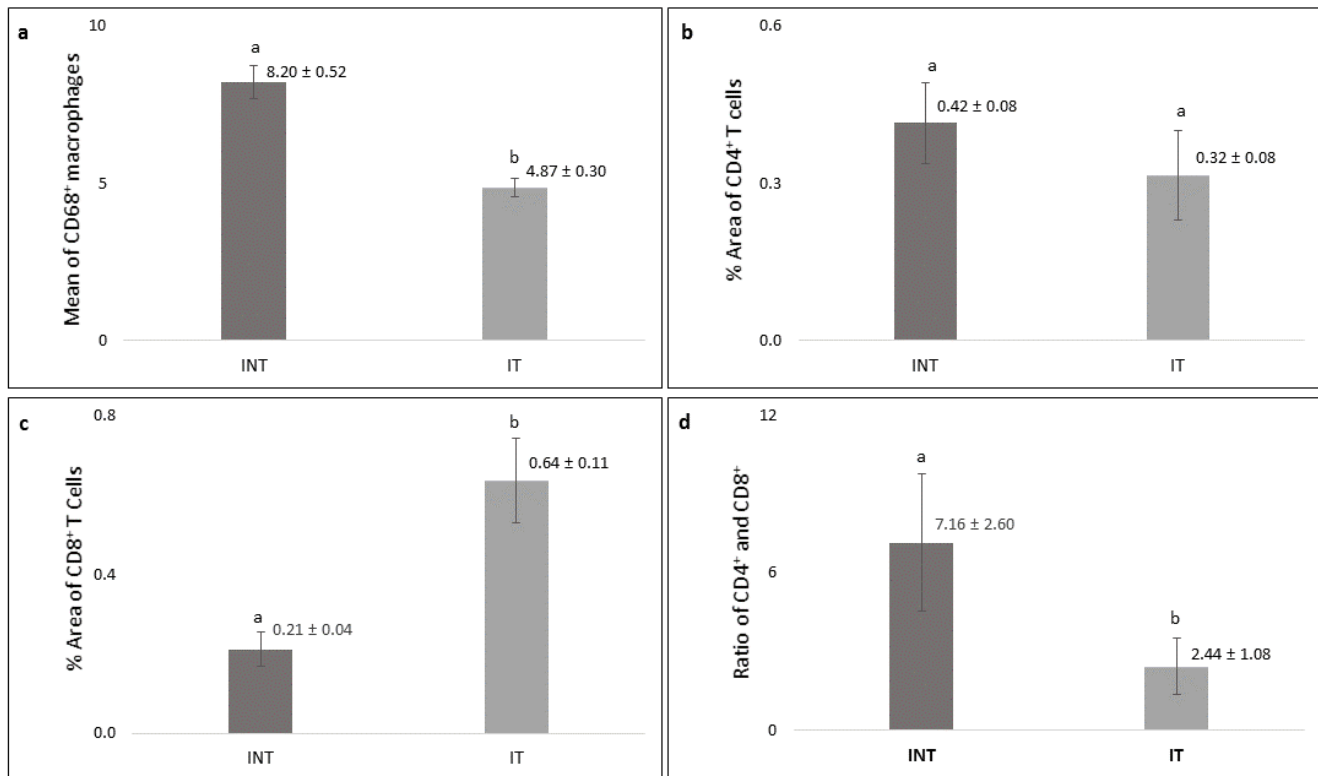 a
Mean of CD68⁺ macrophages
10
5
0
a
8.20 ± 0.52
b
4.87 ± 0.30
INT
IT
b
% Area of CD4⁺ T cells
0.6
0.3
0.0
a
0.42 ± 0.08
a
0.32 ± 0.08
INT
IT
c
% Area of CD8⁺ T Cells
0.8
0.4
0.0
a
0.21 ± 0.04
b
0.64 ± 0.11
INT
IT
d
Ratio of CD4⁺ and CD8⁺
12
6
0
a
7.16 ± 2.60
b
2.44 ± 1.08
INT
IT